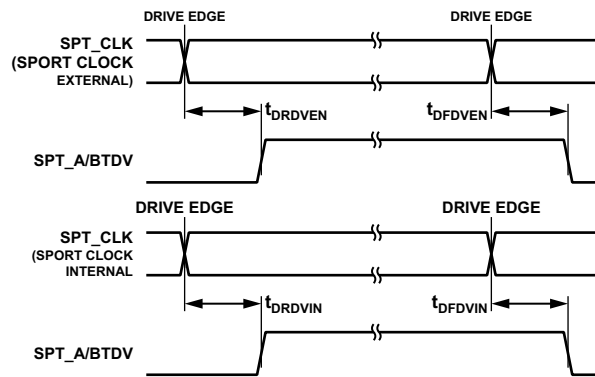 DRIVE EDGE DRIVE EDGE
SPT_CLK
(SPORT CLOCK
EXTERNAL)
tDRDVEN tDFDVEN
SPT_A/BTDV
DRIVE EDGE DRIVE EDGE
SPT_CLK
(SPORT CLOCK
INTERNAL
tDRDVIN tDFDVIN
SPT_A/BTDV